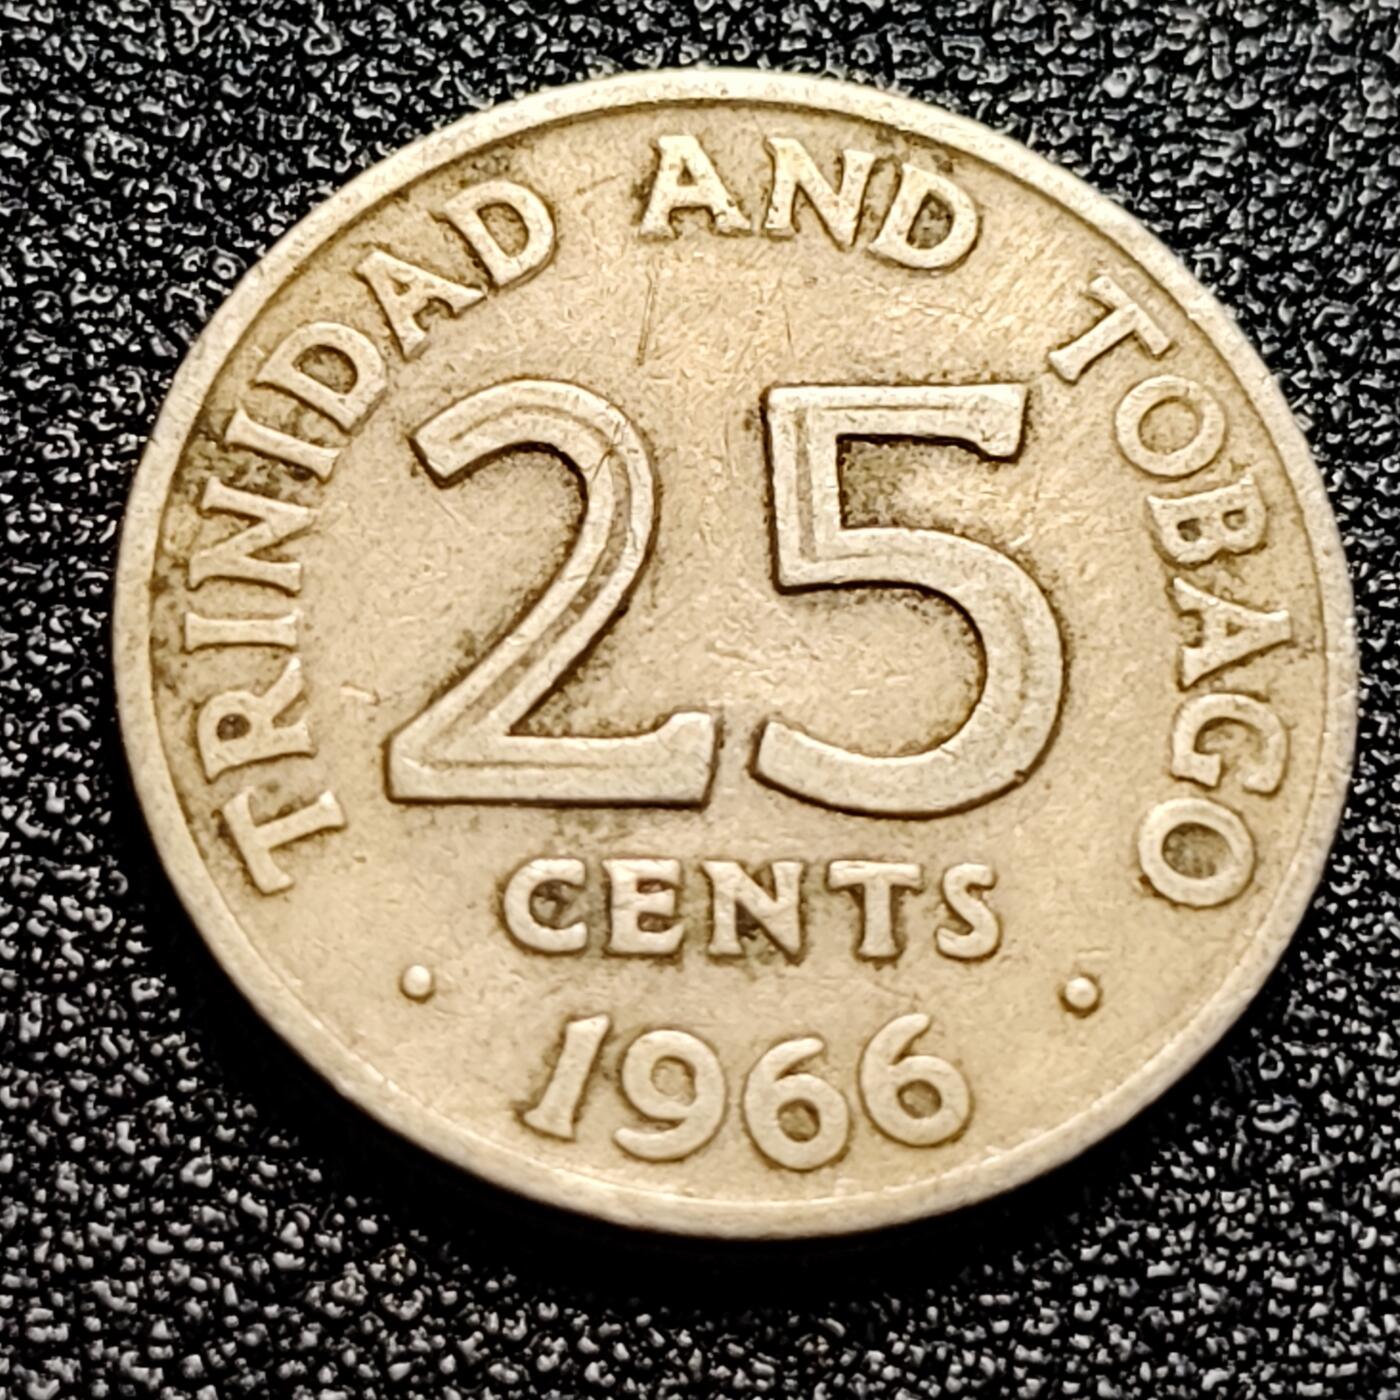 TRINIDAD AND TOBAGO
25
CENTS
1966